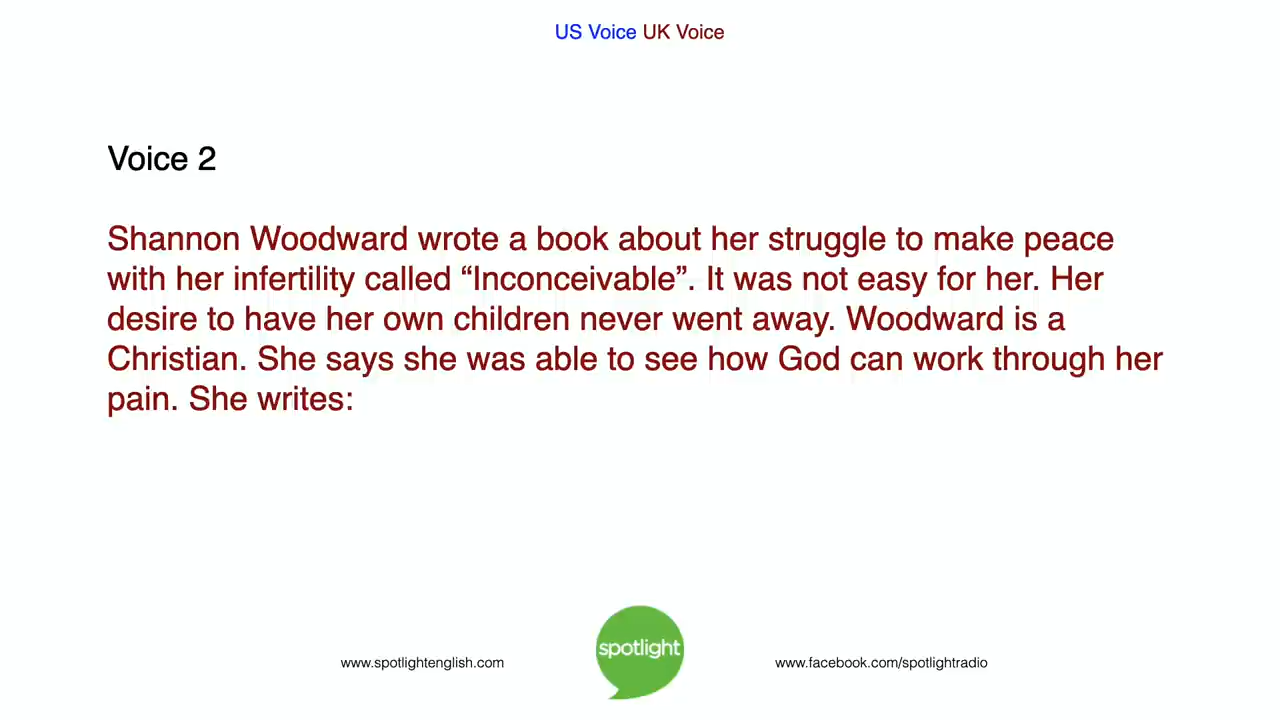 US Voice UK Voice
Voice 2
Shannon Woodward wrote a book about her struggle to make peace
with her infertility called “Inconceivable”. It was not easy for her. Her
desire to have her own children never went away. Woodward is a
Christian. She says she was able to see how God can work through her
pain. She writes:
spotlight
www.spotlightenglish.com
www.facebook.com/spotlightradio